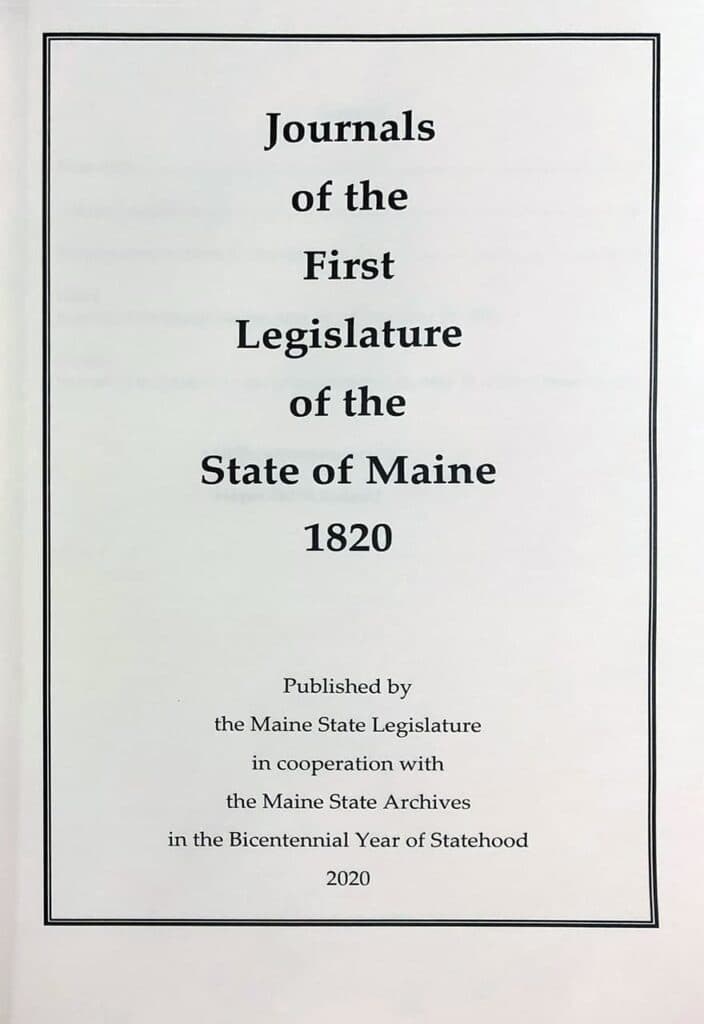 Journals
of the
First
Legislature
of the
State of Maine
1820
Published by
the Maine State Legislature
in cooperation with
the Maine State Archives
in the Bicentennial Year of Statehood
2020